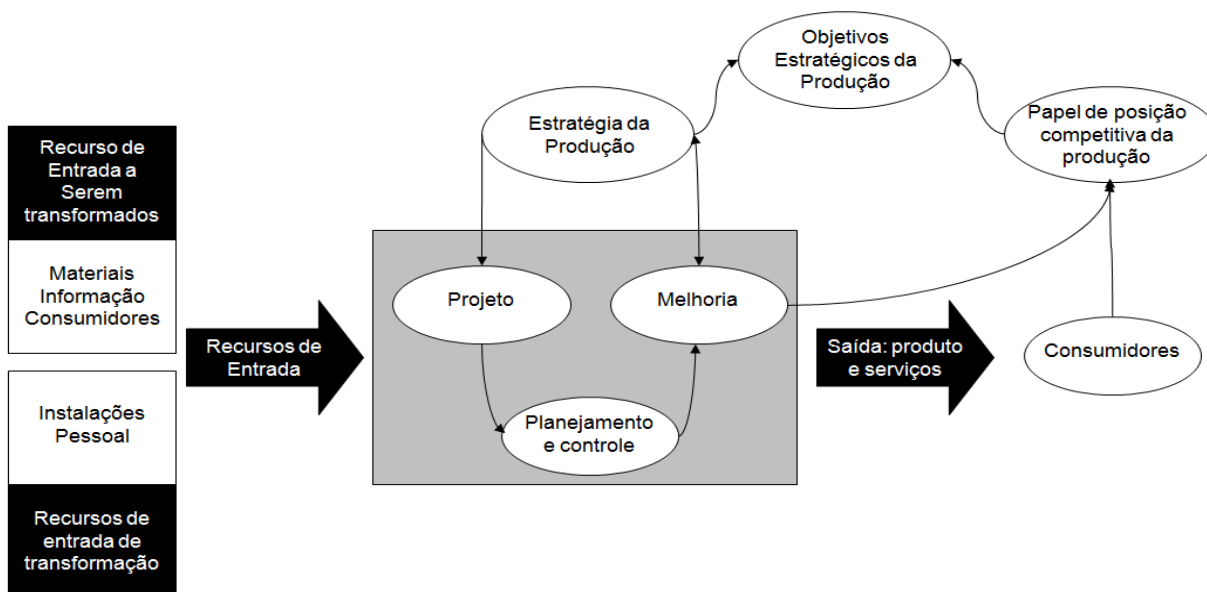 Recurso de
Entrada a
Serem
transformados
Materiais
Informação
Consumidores
Instalações
Pessoal
Recursos de
entrada de
transformação
Recursos de
Entrada
Estratégia da
Produção
Objetivos
Estratégicos da
Produção
Papel de posição
competitiva da
produção
Projeto
Melhoria
Planejamento
e controle
Saída: produto
e serviços
Consumidores